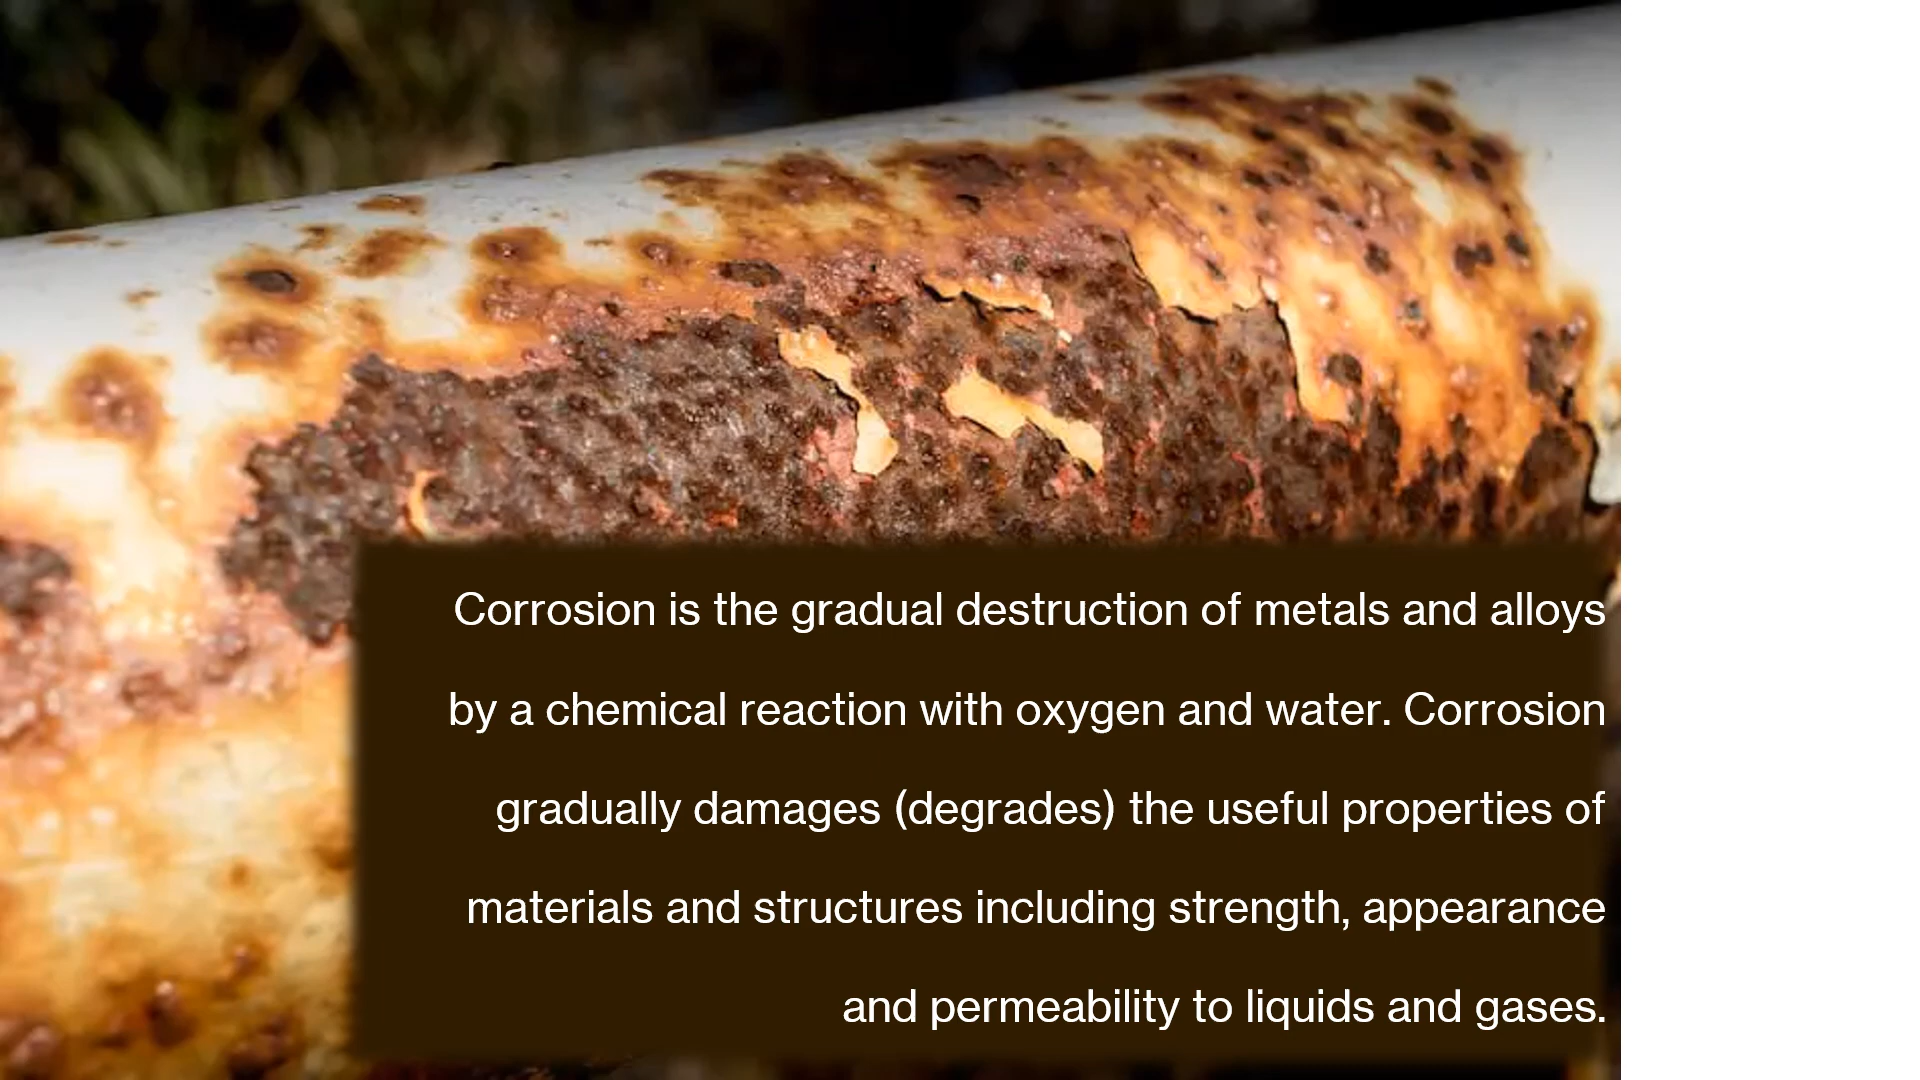 Corrosion is the gradual destruction of metals and alloys
by a chemical reaction with oxygen and water. Corrosion
gradually damages (degrades) the useful properties of
materials and structures including strength, appearance
and permeability to liquids and gases.